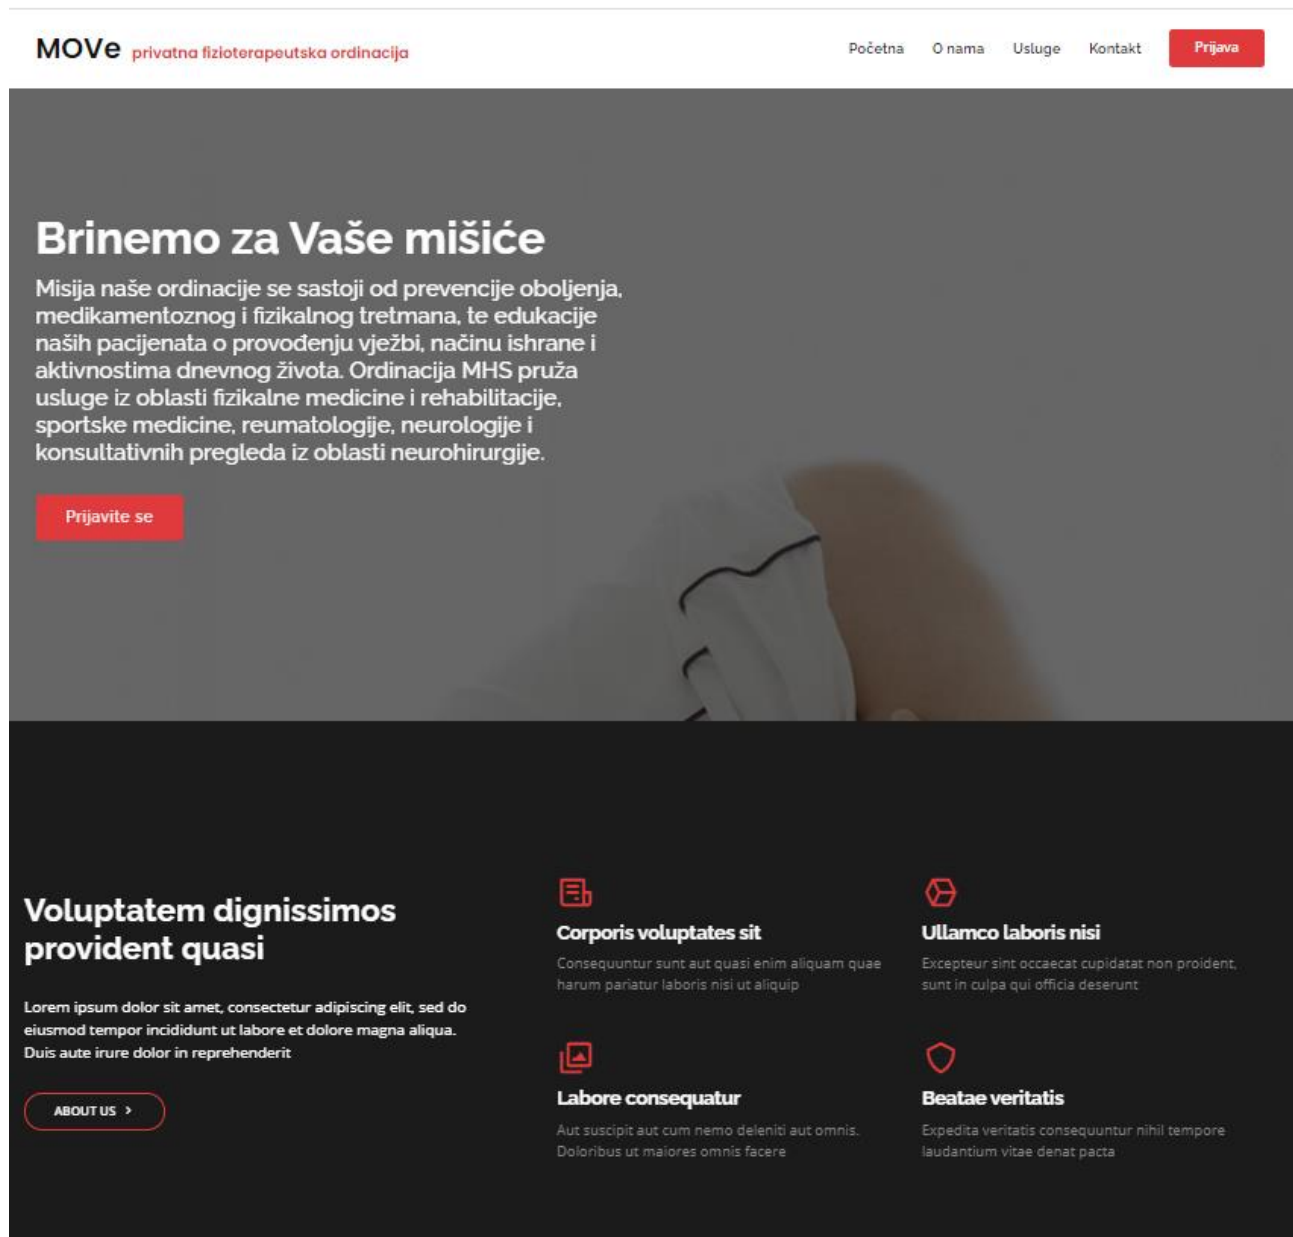 MOVe privatna fizioterapeutska ordinacija
Početna O nama Usluge Kontakt Prijava
Brinemo za Vaše mišiće
Misija naše ordinacije se sastoji od prevencije oboljenja,
medikamentoznog i fizikalnog tretmana, te edukacije
naših pacijenata o provođenju vježbi, načinu ishrane i
aktivnostima dnevnog života. Ordinacija MHS pruža
usluge iz oblasti fizikalne medicine i rehabilitacije,
sportske medicine, reumatologije, neurologije i
konsultativnih pregleda iz oblasti neurohirurgije.
Prijavite se
Voluptatem dignissimos
provident quasi
Lorem ipsum dolor sit amet, consectetur adipiscing elit, sed do
eiusmod tempor incididunt ut labore et dolore magna aliqua.
Duis aute irure dolor in reprehenderit
ABOUT US >
Corporis voluptates sit
Consequuntur sunt aut quasi enim aliquam quae
harum pariatur laboris nisi ut aliquip
Ullamco laboris nisi
Excepteur sint occaecat cupidatat non proident,
sunt in culpa qui officia deserunt
Labore consequatur
Aut suscipit aut cum nemo deleniti aut omnis.
Doloribus ut maiores omnis facere
Beatae veritatis
Expedita veritatis consequuntur nihil tempore
laudantium vitae denat pacta